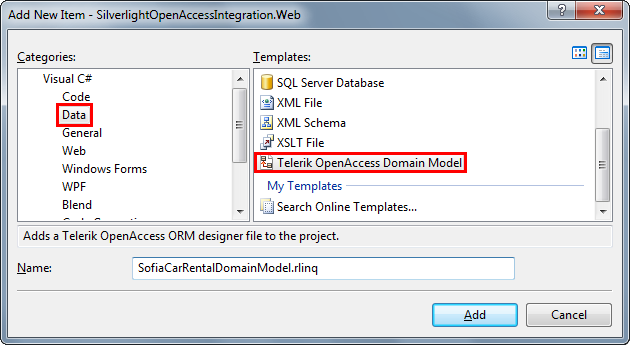 Add New Item - SilverlightOpenAccessIntegration.Web
Categories:
Templates:
Visual C#
Code
Data
General
Web
Windows Forms
WPF
Blend
SQL Server Database
XML File
XML Schema
XSLT File
Telerik OpenAccess Domain Model
My Templates
Search Online Templates...
Adds a Telerik OpenAccess ORM designer file to the project.
Name:
SofiaCarRentalDomainModel.rlinq
Add
Cancel